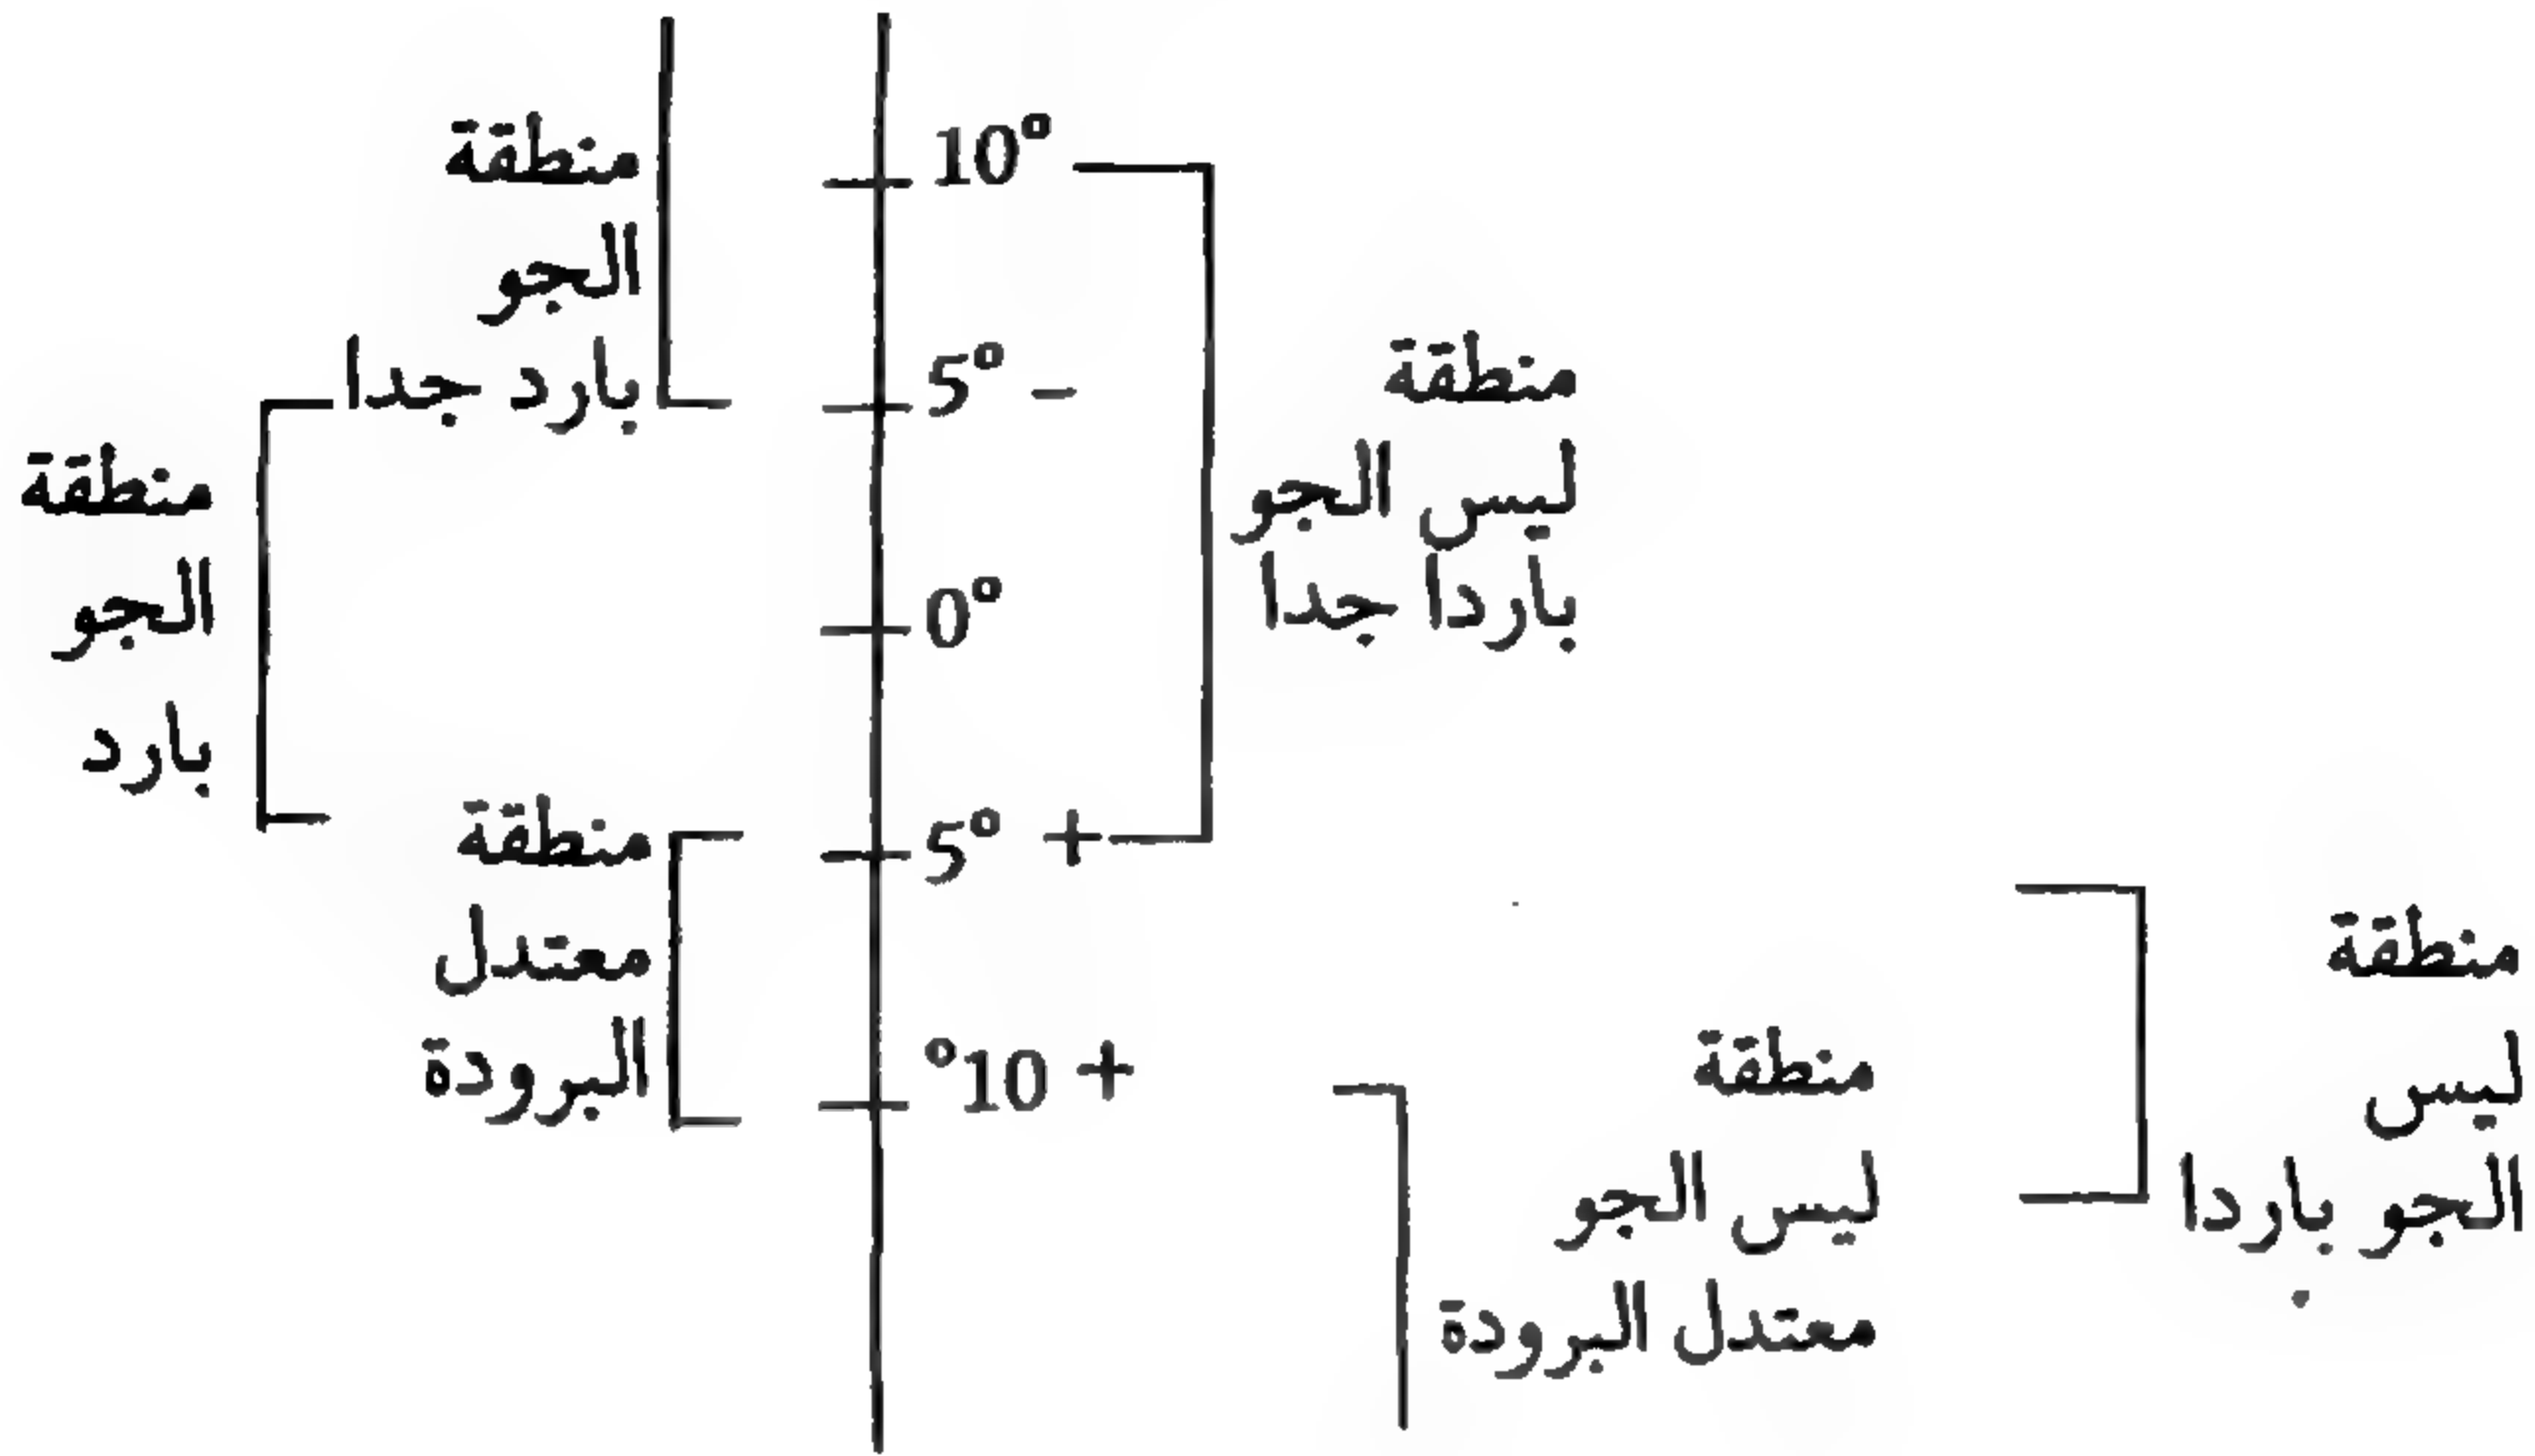 منطقة
الجو
بارد جدا
منطقة
الجو
بارد
منطقة
معتدل
البرودة
10°
5° –
0°
5° +
°10 +
منطقة
ليس الجو
باردا جدا
منطقة
ليس الجو
معتدل البرودة
منطقة
ليس
الجو باردا